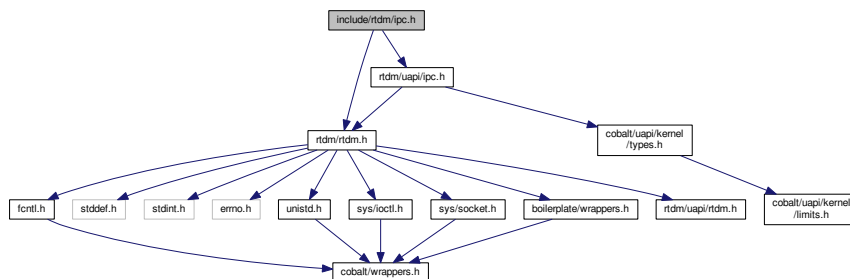 include/rtdm/ipc.h
rtdm/uapi/ipc.h
rtdm/rtdm.h
cobalt/uapi/kernel
/types.h
fcntl.h
stddef.h
stdint.h
errno.h
unistd.h
sys/ioctl.h
sys/socket.h
boilerplate/wrappers.h
rtdm/uapi/rtdm.h
cobalt/uapi/kernel
/limits.h
cobalt/wrappers.h